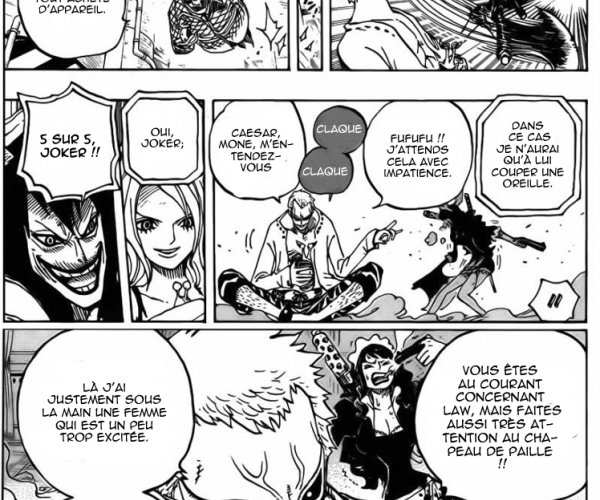 D'APPAREIL.
DANS
CE CAS
JE N'AURAI
QU'À LUI
COUPER UNE
OREILLE.
FUFUFU !!
J'ATTENDS
CELA AVEC
IMPATIENCE.
CLAQUE
CLAQUE
CAESAR,
MONE, M'EN-
TENDEZ-
VOUS
OUI,
JOKER;
5 SUR 5,
JOKER !!
!!
VOUS ÊTES
AU COURANT
CONCERNANT
LAW, MAIS FAITES
AUSSI TRÈS AT-
TENTION AU CHA-
PEAU DE PAILLE
!!
LÀ J'AI
JUSTEMENT SOUS
LA MAIN UNE FEMME
QUI EST UN PEU
TROP EXCITÉE.